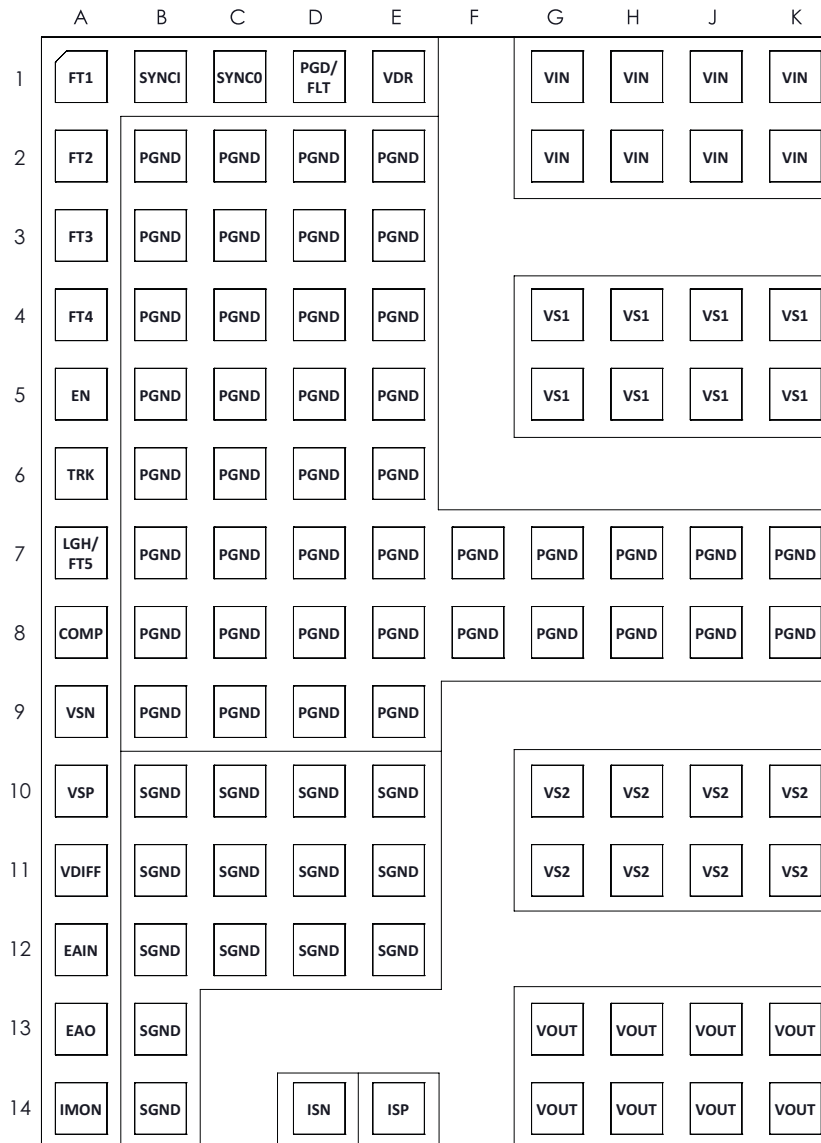 A B C D E F G H J K
1 FT1 SYNCI SYNC0 PGD/ FLT VDR VIN VIN VIN VIN
2 FT2 PGND PGND PGND PGND VIN VIN VIN VIN
3 FT3 PGND PGND PGND PGND
4 FT4 PGND PGND PGND PGND VS1 VS1 VS1 VS1
5 EN PGND PGND PGND PGND VS1 VS1 VS1 VS1
6 TRK PGND PGND PGND PGND
7 LGH/ FT5 PGND PGND PGND PGND PGND PGND PGND PGND PGND
8 COMP PGND PGND PGND PGND PGND PGND PGND PGND PGND
9 VSN PGND PGND PGND PGND
10 VSP SGND SGND SGND SGND VS2 VS2 VS2 VS2
11 VDIFF SGND SGND SGND SGND VS2 VS2 VS2 VS2
12 EAIN SGND SGND SGND SGND
13 EAO SGND VOUT VOUT VOUT VOUT
14 IMON SGND ISN ISP VOUT VOUT VOUT VOUT